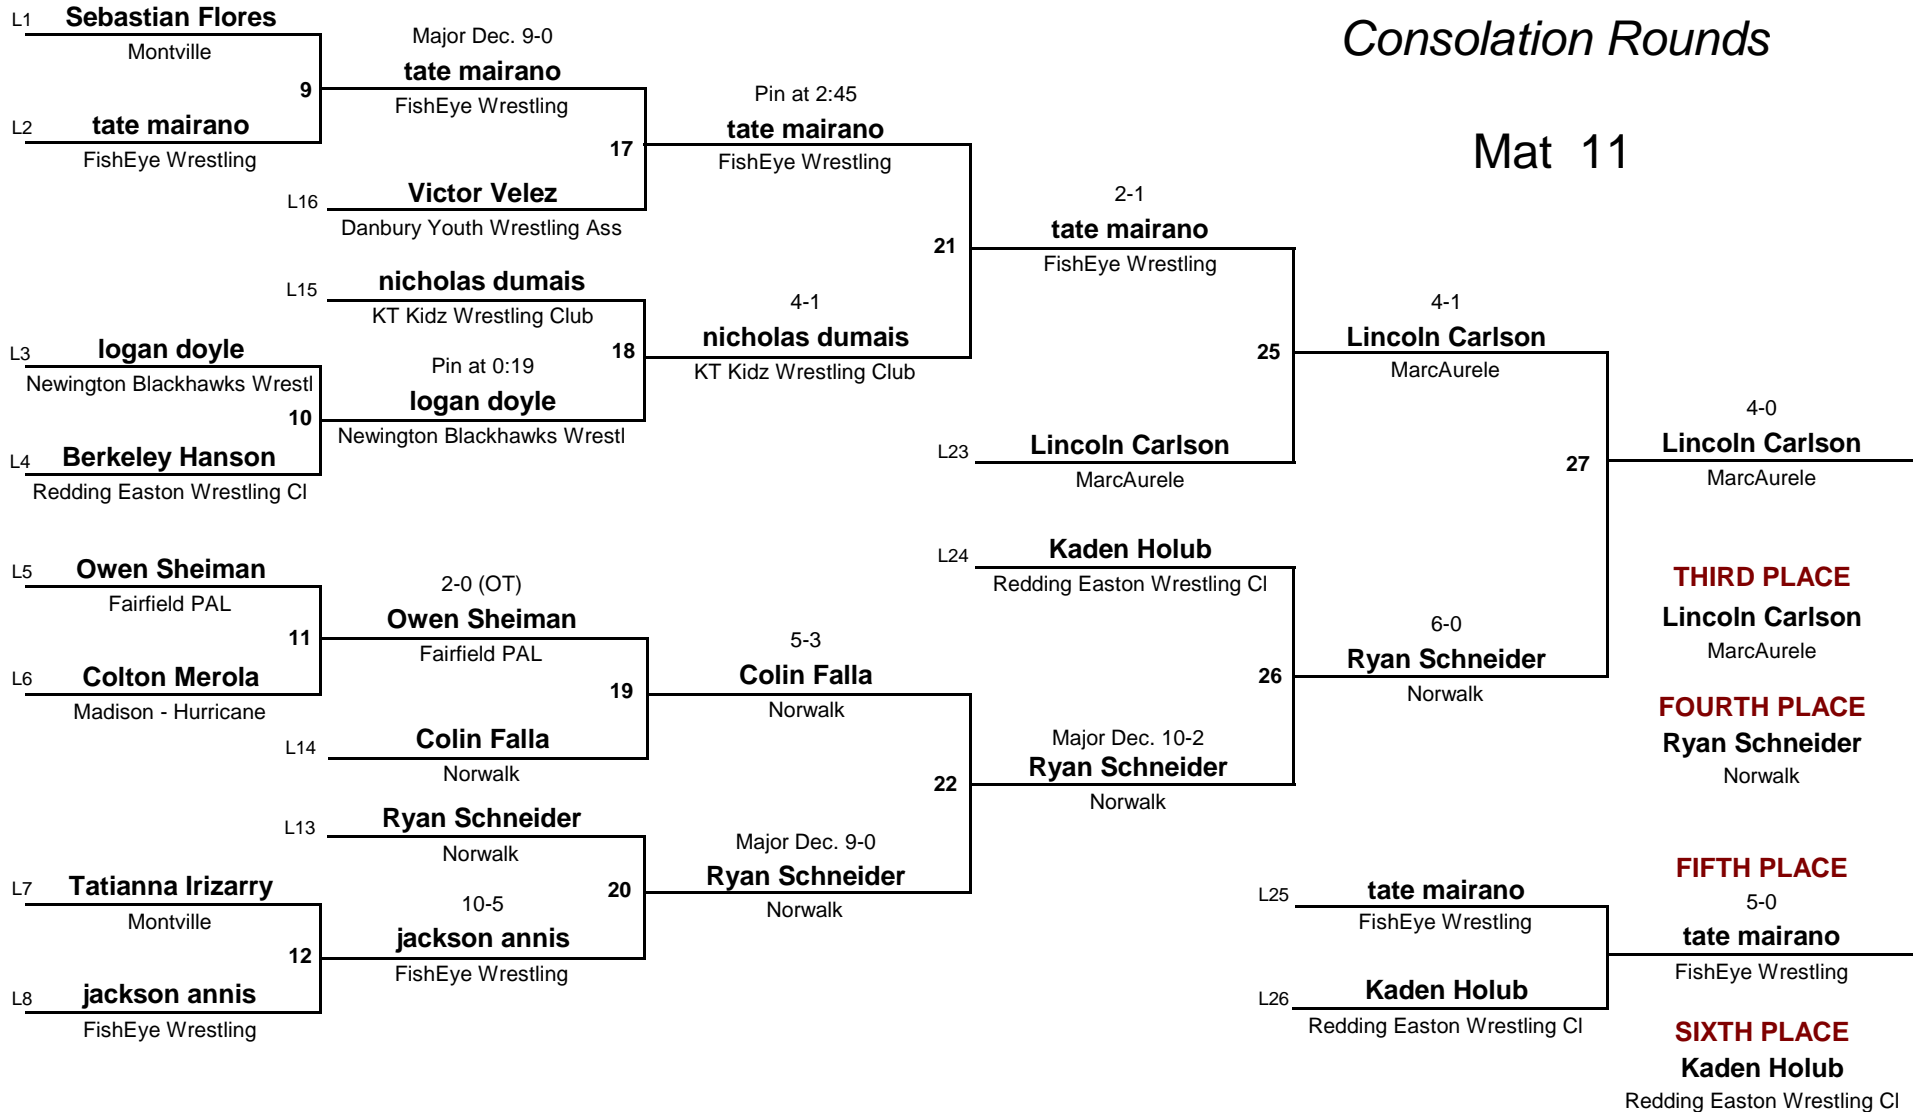 Consolation Rounds
Mat 11
L1 Sebastian Flores
Montville
9
L2 tate mairano
FishEye Wrestling
Major Dec. 9-0
tate mairano
FishEye Wrestling
17
L16 Victor Velez
Danbury Youth Wrestling Ass
Pin at 2:45
tate mairano
FishEye Wrestling
L15 nicholas dumais
KT Kidz Wrestling Club
18
L3 logan doyle
Newington Blackhawks Wrestl
10
L4 Berkeley Hanson
Redding Easton Wrestling Cl
Pin at 0:19
logan doyle
Newington Blackhawks Wrestl
4-1
nicholas dumais
KT Kidz Wrestling Club
21
2-1
tate mairano
FishEye Wrestling
25
L23 Lincoln Carlson
MarcAurele
4-1
Lincoln Carlson
MarcAurele
27
4-0
Lincoln Carlson
MarcAurele
L5 Owen Sheiman
Fairfield PAL
11
L6 Colton Merola
Madison - Hurricane
2-0 (OT)
Owen Sheiman
Fairfield PAL
19
L14 Colin Falla
Norwalk
5-3
Colin Falla
Norwalk
22
L13 Ryan Schneider
Norwalk
20
L7 Tatianna Irizarry
Montville
12
L8 jackson annis
FishEye Wrestling
10-5
jackson annis
FishEye Wrestling
Major Dec. 9-0
Ryan Schneider
Norwalk
L24 Kaden Holub
Redding Easton Wrestling Cl
26
Major Dec. 10-2
Ryan Schneider
Norwalk
6-0
Ryan Schneider
Norwalk
THIRD PLACE
Lincoln Carlson
MarcAurele
FOURTH PLACE
Ryan Schneider
Norwalk
L25 tate mairano
FishEye Wrestling
L26 Kaden Holub
Redding Easton Wrestling Cl
FIFTH PLACE
5-0
tate mairano
FishEye Wrestling
SIXTH PLACE
Kaden Holub
Redding Easton Wrestling Cl